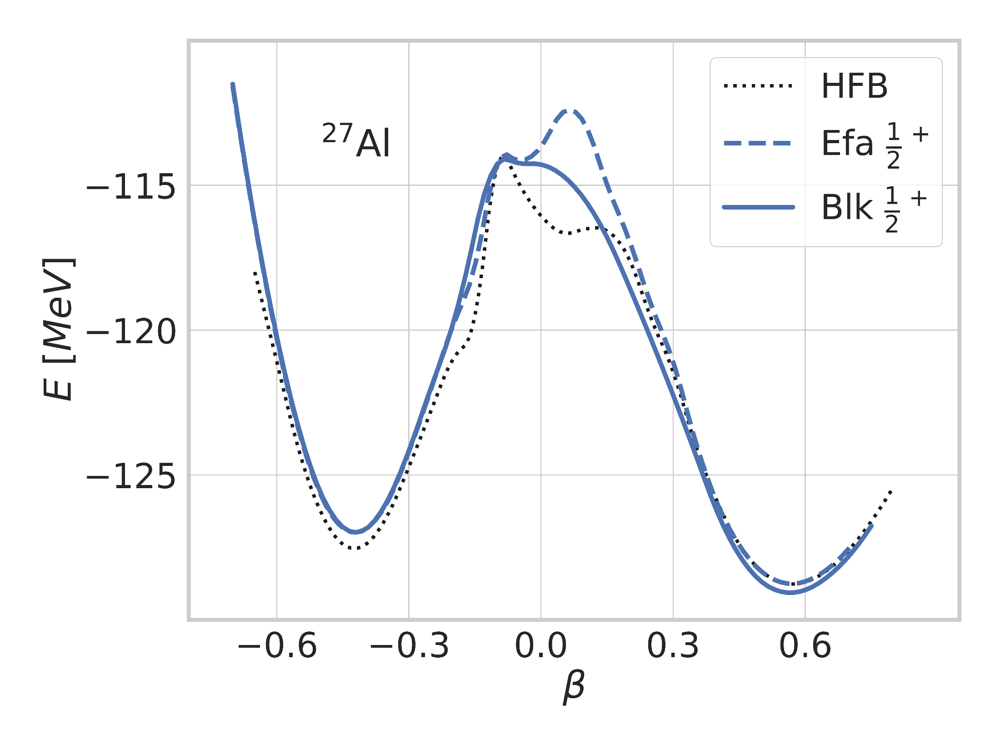 HFB
Efa 1/2 +
Blk 1/2 +
27Al
−115
−120
−125
E [MeV]
−0.6 −0.3 0.0 0.3 0.6
β